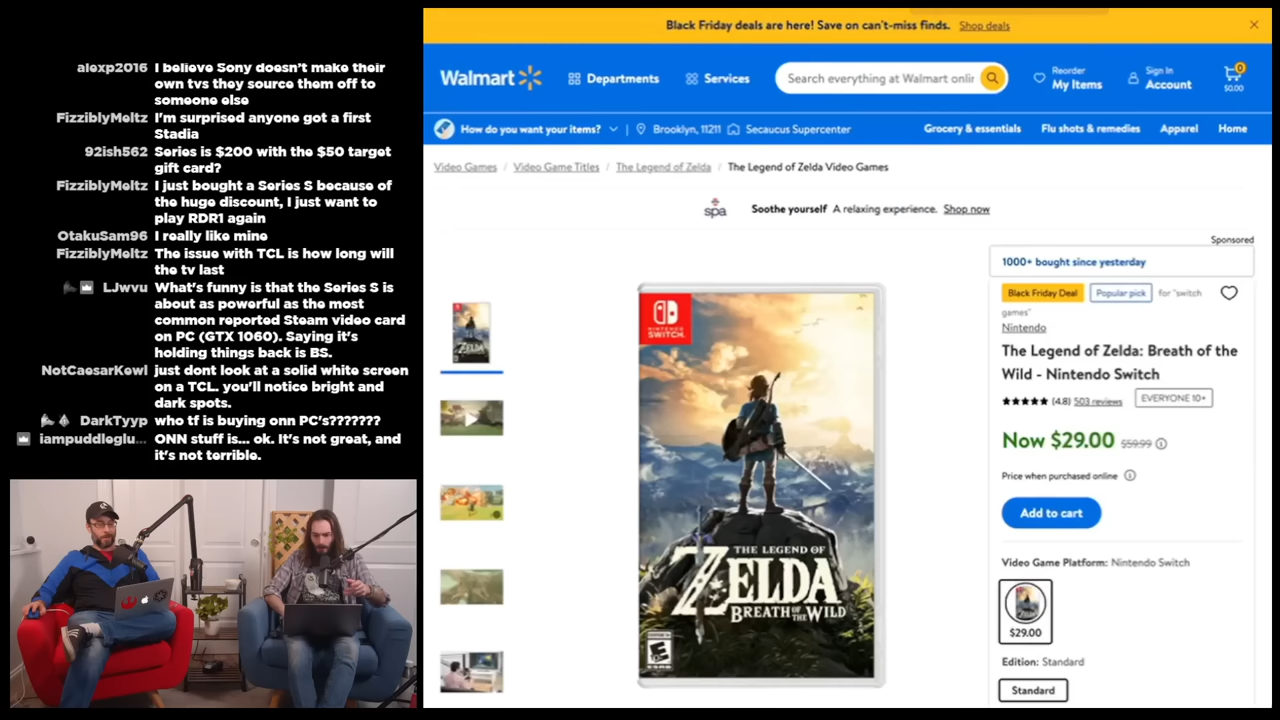 alexp2016 I believe Sony doesn't make their
own tvs they source them off to
someone else
FizziblyMeltz I'm surprised anyone got a first
Stadia
92ish562 Series is $200 with the $50 target
gift card?
FizziblyMeltz I just bought a Series S because of
the huge discount, I just want to
play RDR1 again
OtakuSam96 I really like mine
FizziblyMeltz The issue with TCL is how long will
the tv last
LJwvu What's funny is that the Series S is
about as powerful as the most
common reported Steam video card
on PC (GTX 1060). Saying it's
holding things back is BS.
NotCaesarKewl just dont look at a solid white screen
on a TCL. you'll notice bright and
dark spots.
DarkTyyp who tf is buying onn PC's???????
iampuddleglu... ONN stuff is... ok. It's not great, and
it's not terrible.
Black Friday deals are here! Save on can't-miss finds. Shop deals
Walmart
Departments
Services
Search everything at Walmart onlin
Reorder
My Items
Sign In
Account
0
$0.00
How do you want your items?
Brooklyn, 11211
Secaucus Supercenter
Grocery & essentials
Flu shots & remedies
Apparel
Home
Video Games / Video Game Titles / The Legend of Zelda / The Legend of Zelda Video Games
spa
Soothe yourself A relaxing experience. Shop now
Sponsored
1000+ bought since yesterday
Black Friday Deal Popular pick for "switch
games"
Nintendo
The Legend of Zelda: Breath of the
Wild - Nintendo Switch
(4.8) 503 reviews EVERYONE 10+
Now $29.00 $59.99
Price when purchased online
Add to cart
Video Game Platform: Nintendo Switch
$29.00
Edition: Standard
Standard
NINTENDO
SWITCH
THE LEGEND OF
ZELDA
BREATH OF THE WILD
E